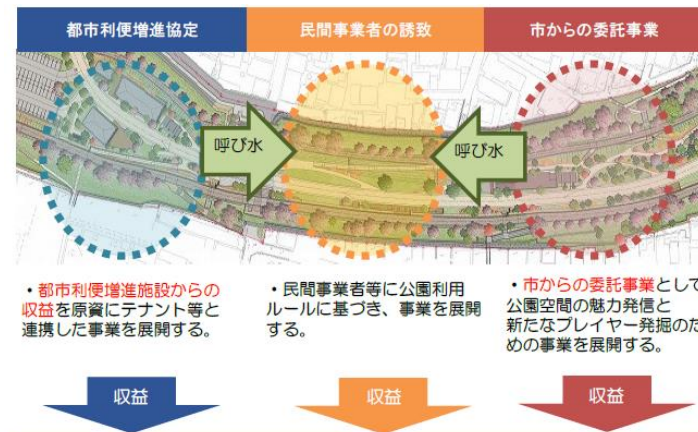 都市利便増進協定
民間事業者の誘致
市からの委託事業
呼び水
呼び水
・都市利便増進施設からの
収益を原資にテナント等と
連携した事業を展開する。
・民間事業者等に公園利用
ルールに基づき、事業を展開
する。
・市からの委託事業として
公園空間の魅力発信と
新たなプレイヤー発掘のた
めの事業を展開する。
収益
収益
収益